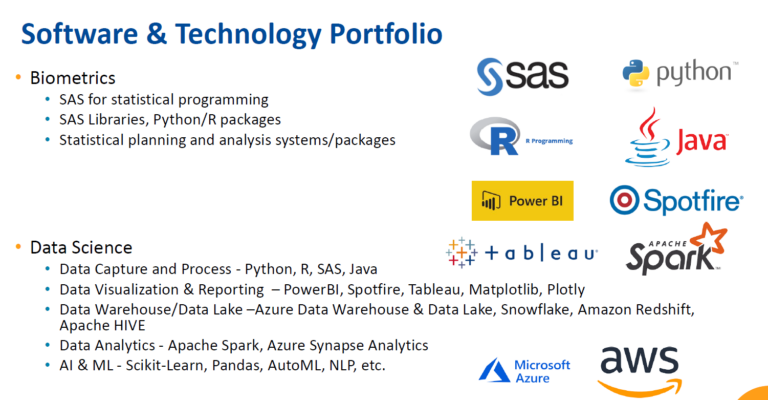 Software & Technology Portfolio
• Biometrics
• SAS for statistical programming
• SAS Libraries, Python/R packages
• Statistical planning and analysis systems/packages
sas
python™
R R Programming
Java™
Power BI
Spotfire®
+ableau®
APACHE
Spark™
• Data Science
• Data Capture and Process - Python, R, SAS, Java
• Data Visualization & Reporting – PowerBI, Spotfire, Tableau, Matplotlib, Plotly
• Data Warehouse/Data Lake –Azure Data Warehouse & Data Lake, Snowflake, Amazon Redshift,
Apache HIVE
• Data Analytics - Apache Spark, Azure Synapse Analytics
• AI & ML - Scikit-Learn, Pandas, AutoML, NLP, etc.
Microsoft
Azure
aws